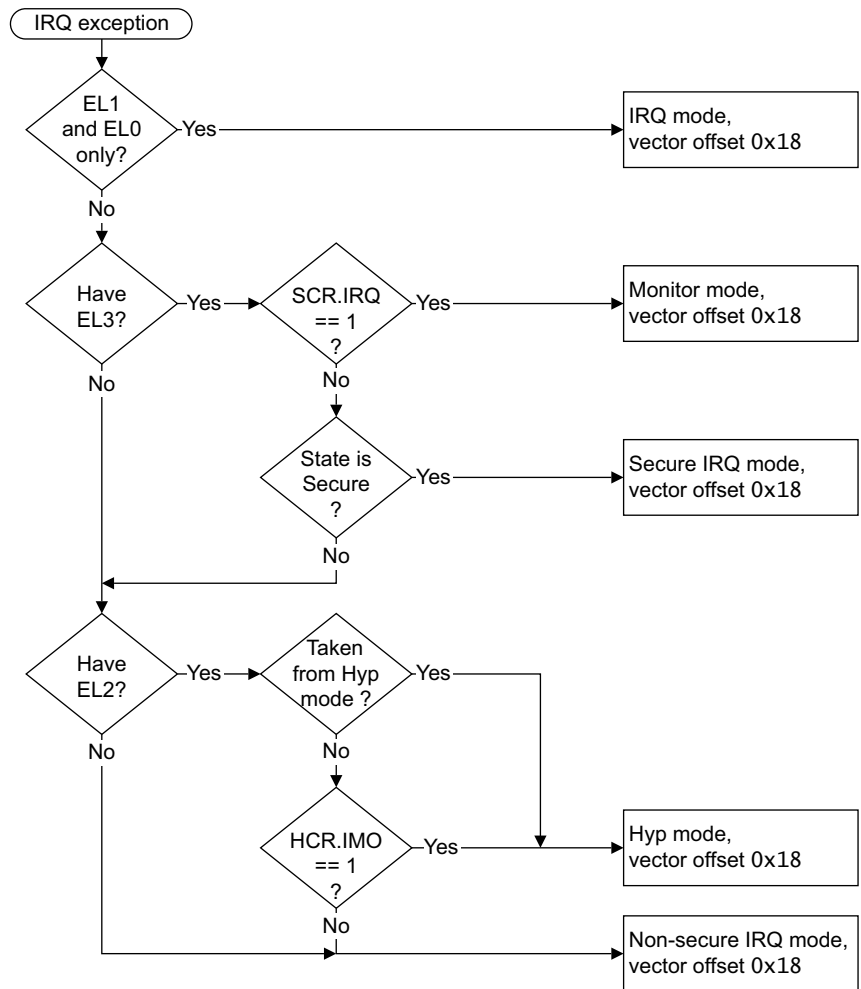 IRQ exception
EL1
and EL0
only?
Yes
IRQ mode,
vector offset 0x18
No
Have
EL3?
Yes
SCR.IRQ
== 1
?
Yes
Monitor mode,
vector offset 0x18
No
No
State is
Secure
?
Yes
Secure IRQ mode,
vector offset 0x18
No
Have
EL2?
Yes
Taken
from Hyp
mode ?
Yes
No
No
HCR.IMO
== 1
?
Yes
Hyp mode,
vector offset 0x18
No
Non-secure IRQ mode,
vector offset 0x18